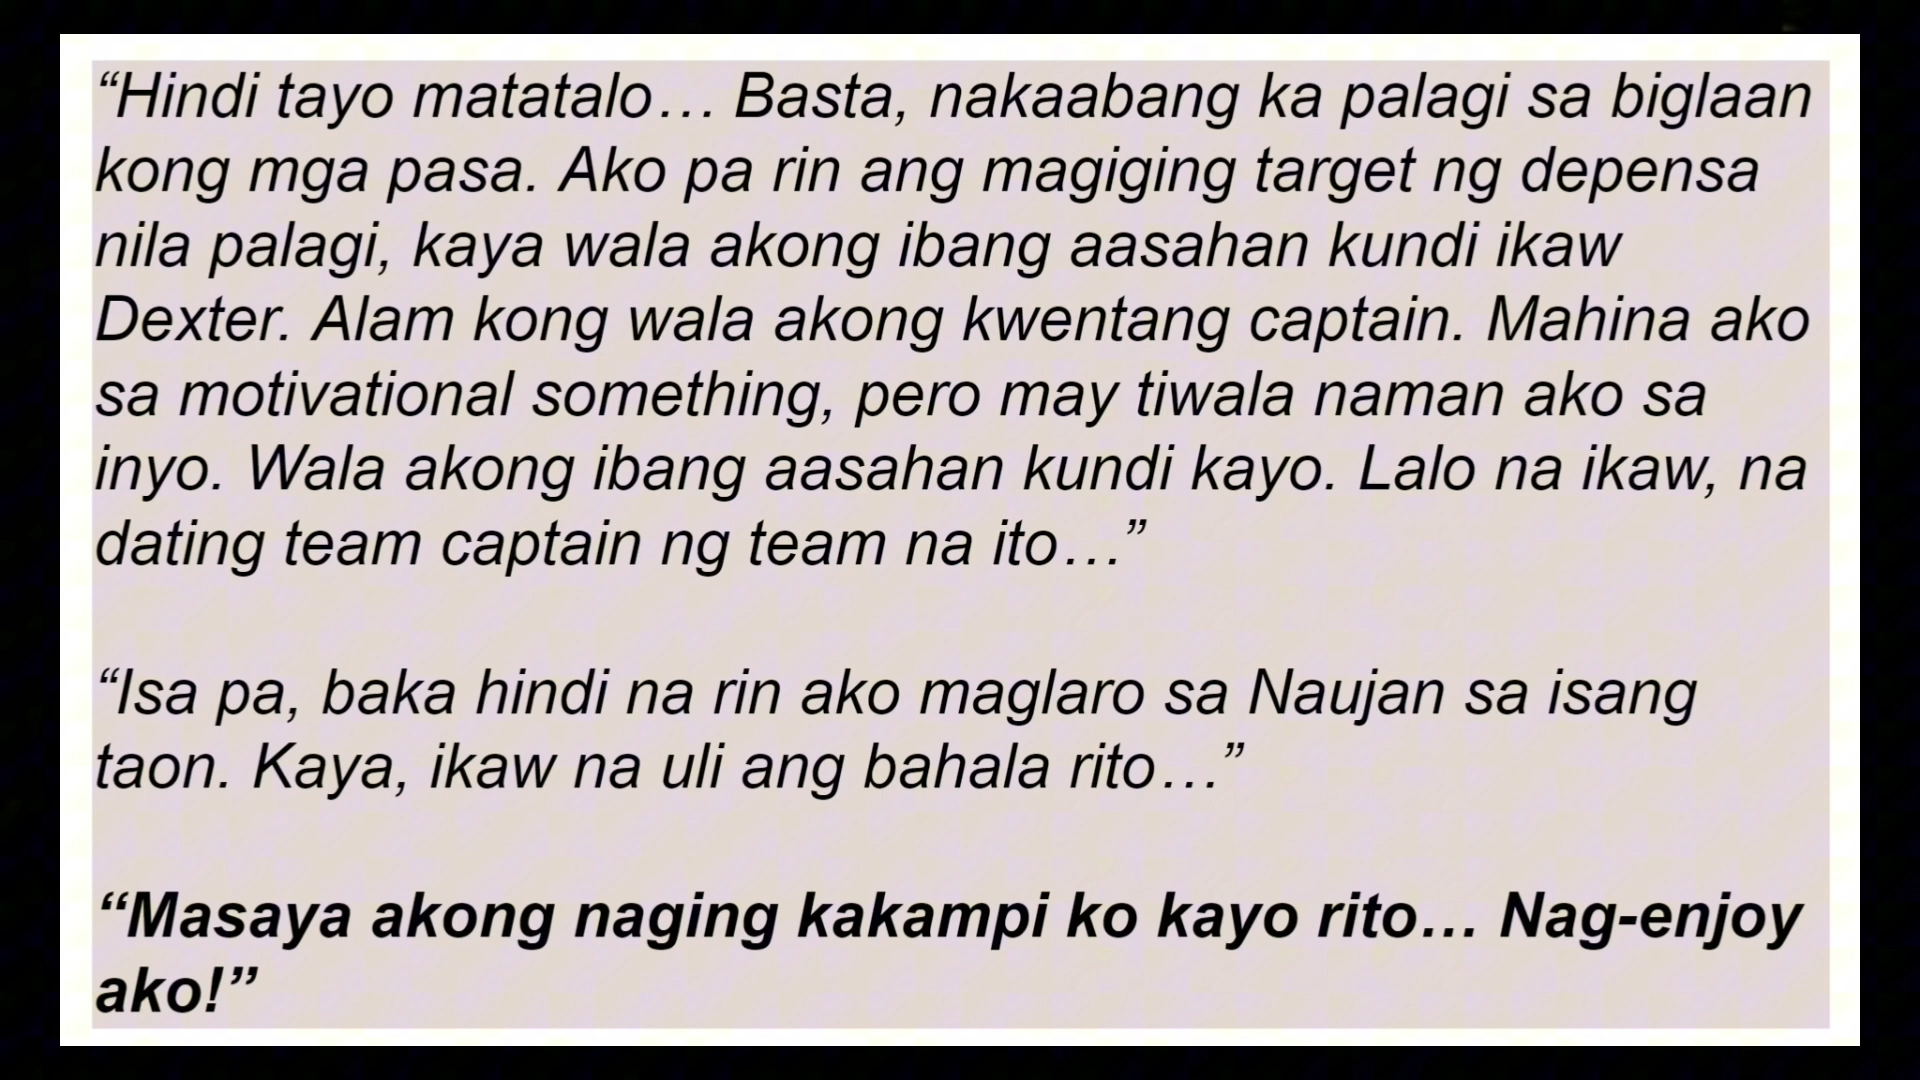 “Hindi tayo matatalo… Basta, nakaabang ka palagi sa biglaan
kong mga pasa. Ako pa rin ang magiging target ng depensa
nila palagi, kaya wala akong ibang aasahan kundi ikaw
Dexter. Alam kong wala akong kwentang captain. Mahina ako
sa motivational something, pero may tiwala naman ako sa
inyo. Wala akong ibang aasahan kundi kayo. Lalo na ikaw, na
dating team captain ng team na ito…”
“Isa pa, baka hindi na rin ako maglaro sa Naujan sa isang
taon. Kaya, ikaw na uli ang bahala rito…”
“Masaya akong naging kakampi ko kayo rito… Nag-enjoy
ako!”